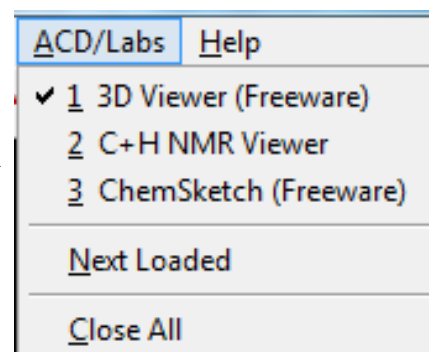 ACD/Labs Help
✔ 1 3D Viewer (Freeware)
2 C+H NMR Viewer
3 ChemSketch (Freeware)
Next Loaded
Close All